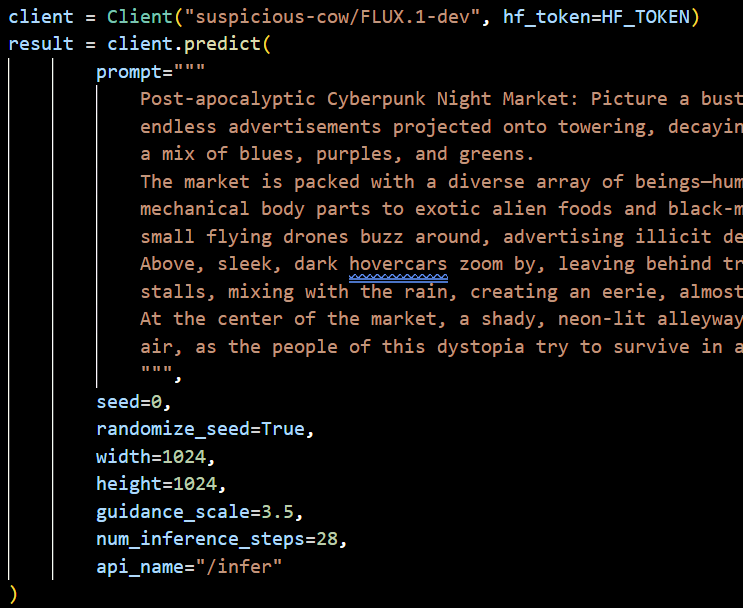 client = Client("suspicious-cow/FLUX.1-dev", hf_token=HF_TOKEN)
result = client.predict(
prompt="""
Post-apocalyptic Cyberpunk Night Market: Picture a bust
endless advertisements projected onto towering, decayin
a mix of blues, purples, and greens.
The market is packed with a diverse array of beings—hum
mechanical body parts to exotic alien foods and black-m
small flying drones buzz around, advertising illicit de
Above, sleek, dark hovercars zoom by, leaving behind tr
stalls, mixing with the rain, creating an eerie, almost
At the center of the market, a shady, neon-lit alleyway
air, as the people of this dystopia try to survive in a
""",
seed=0,
randomize_seed=True,
width=1024,
height=1024,
guidance_scale=3.5,
num_inference_steps=28,
api_name="/infer"
)